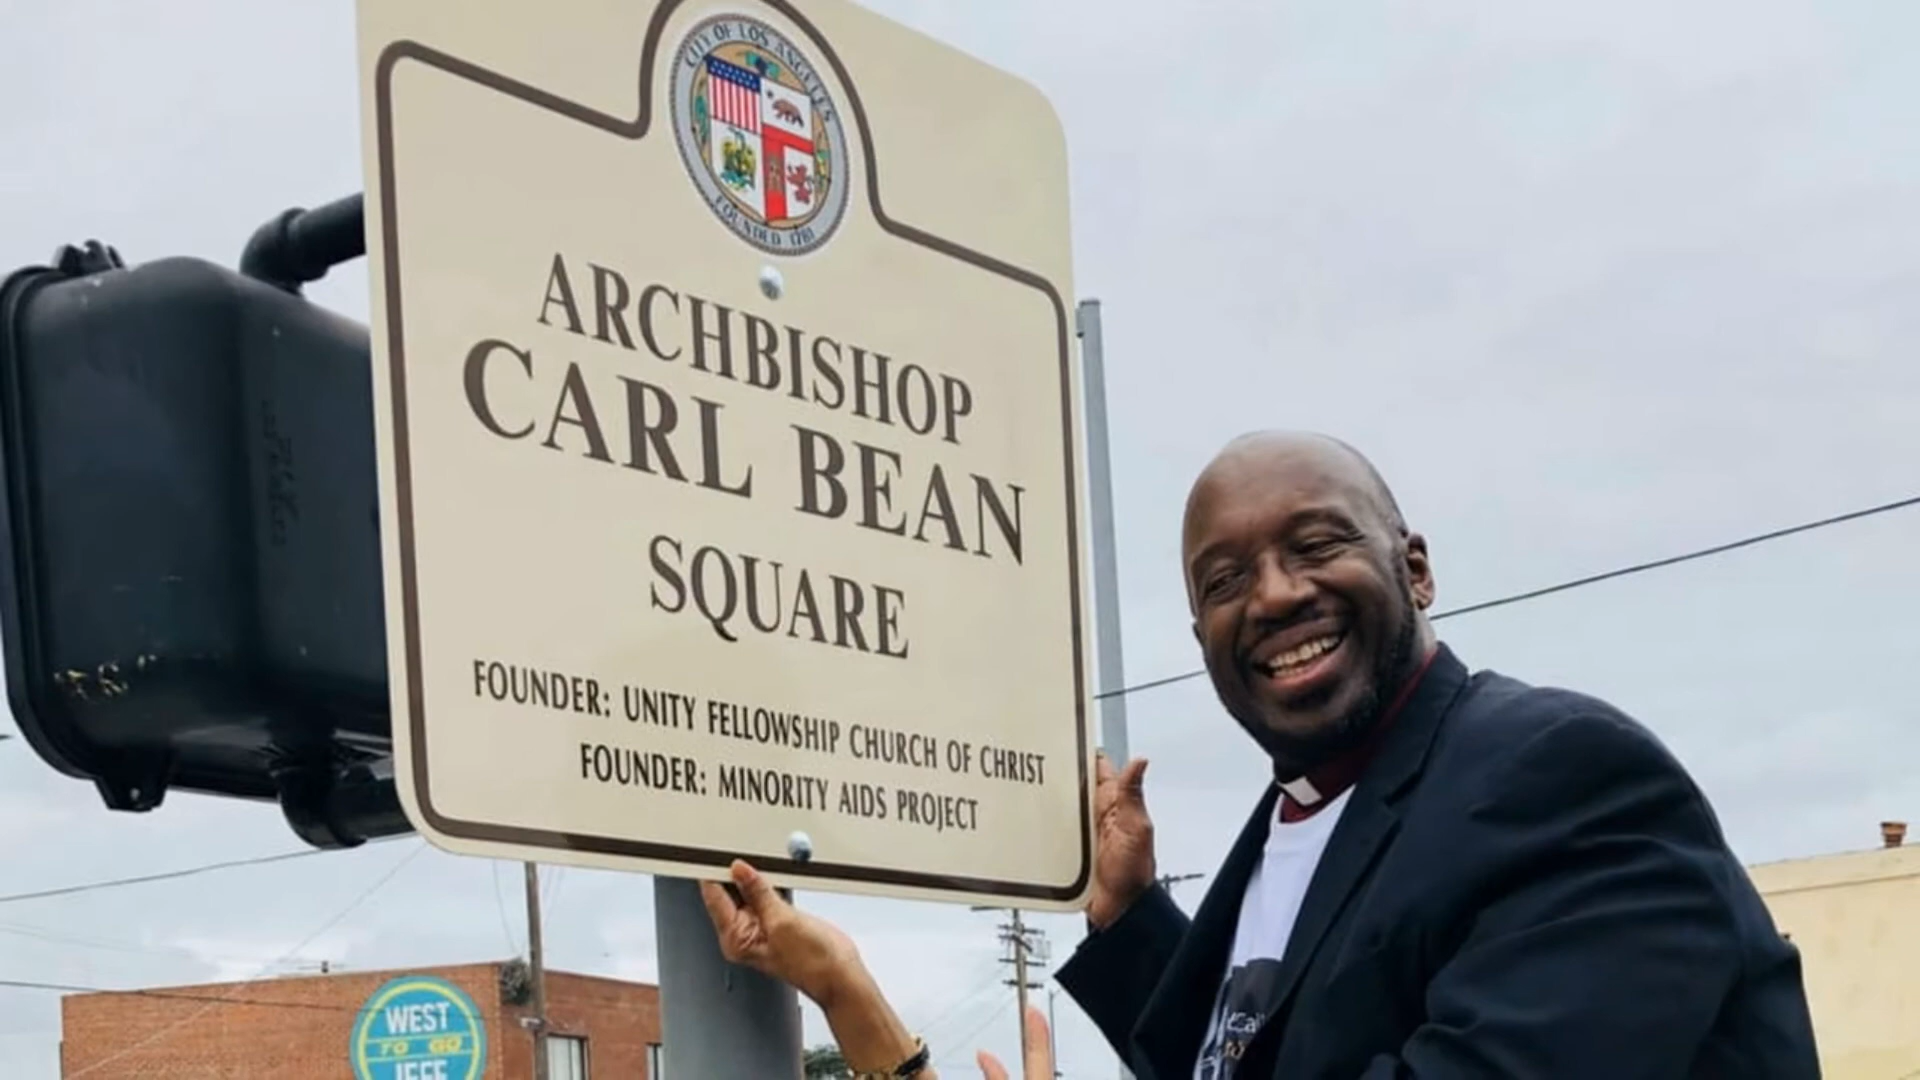 CITY OF LOS ANGELES
FOUNDED 1781
ARCHBISHOP
CARL BEAN
SQUARE
FOUNDER: UNITY FELLOWSHIP CHURCH OF CHRIST
FOUNDER: MINORITY AIDS PROJECT
WEST
TO GO
JEFF